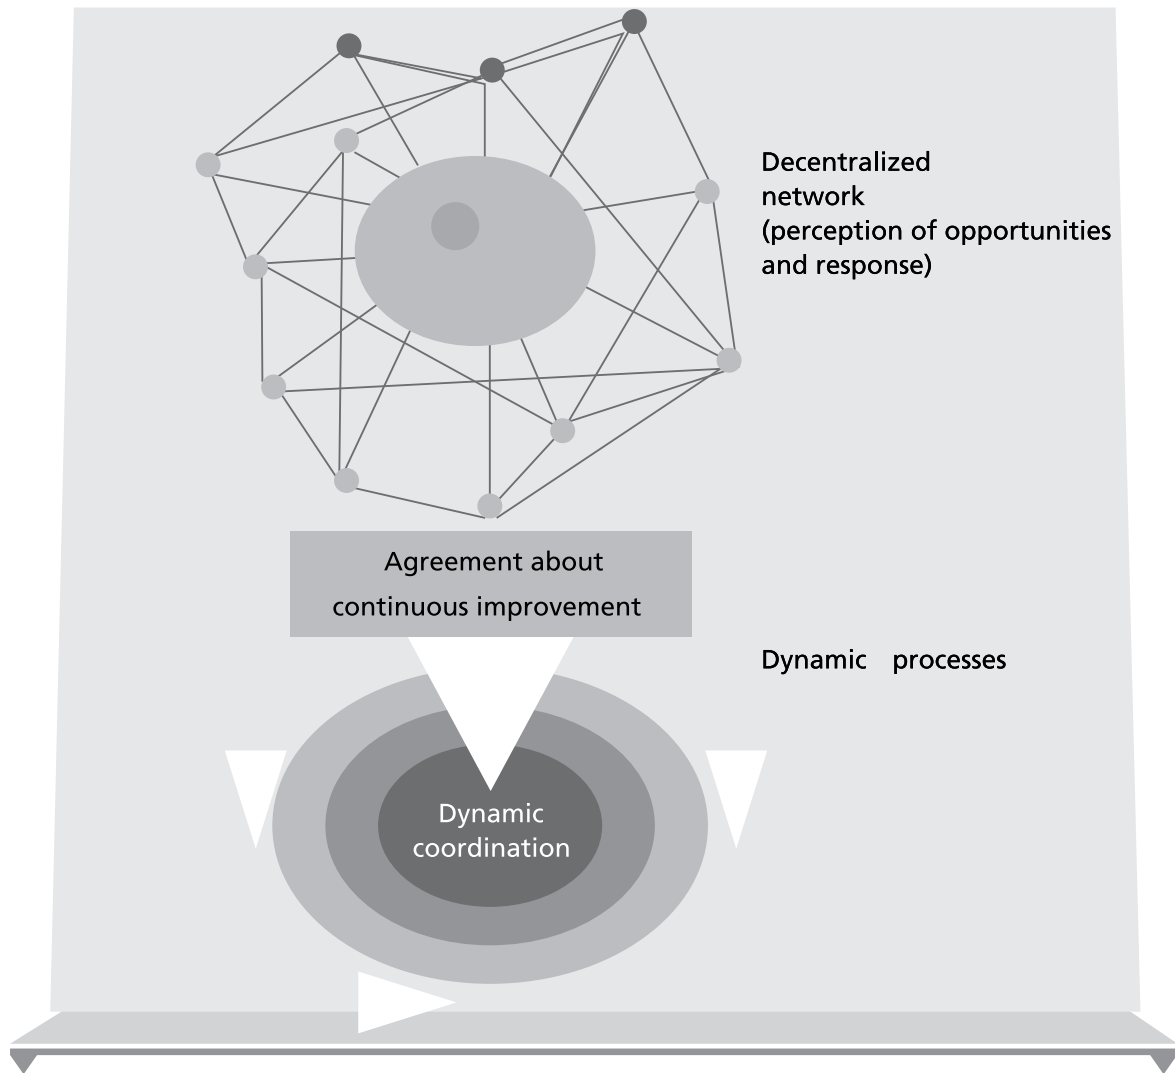 Decentralized
network
(perception of opportunities
and response)
Agreement about
continuous improvement
Dynamic processes
Dynamic
coordination